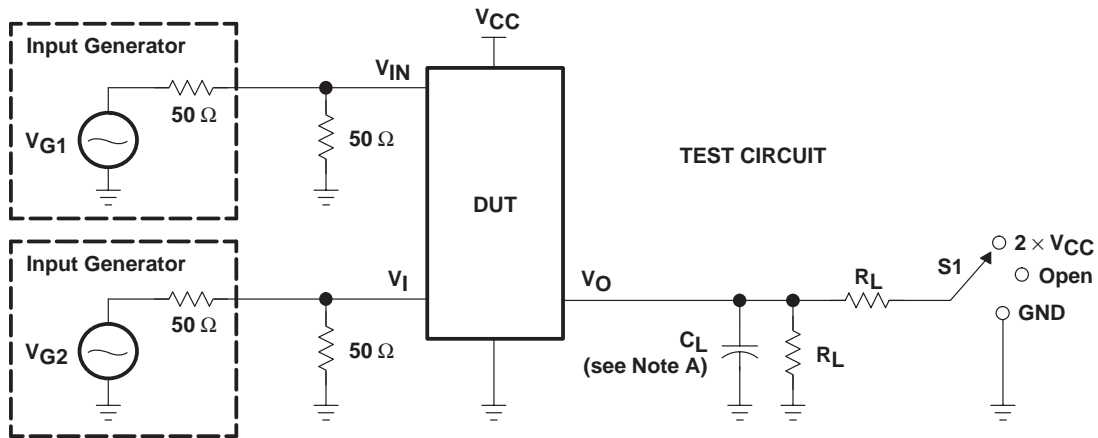 Input Generator
VG1
50 Ω
VIN
50 Ω
VCC
DUT
TEST CIRCUIT
Input Generator
VG2
50 Ω
VI
50 Ω
VO
CL
(see Note A)
RL
RL
S1
2 × VCC
Open
GND